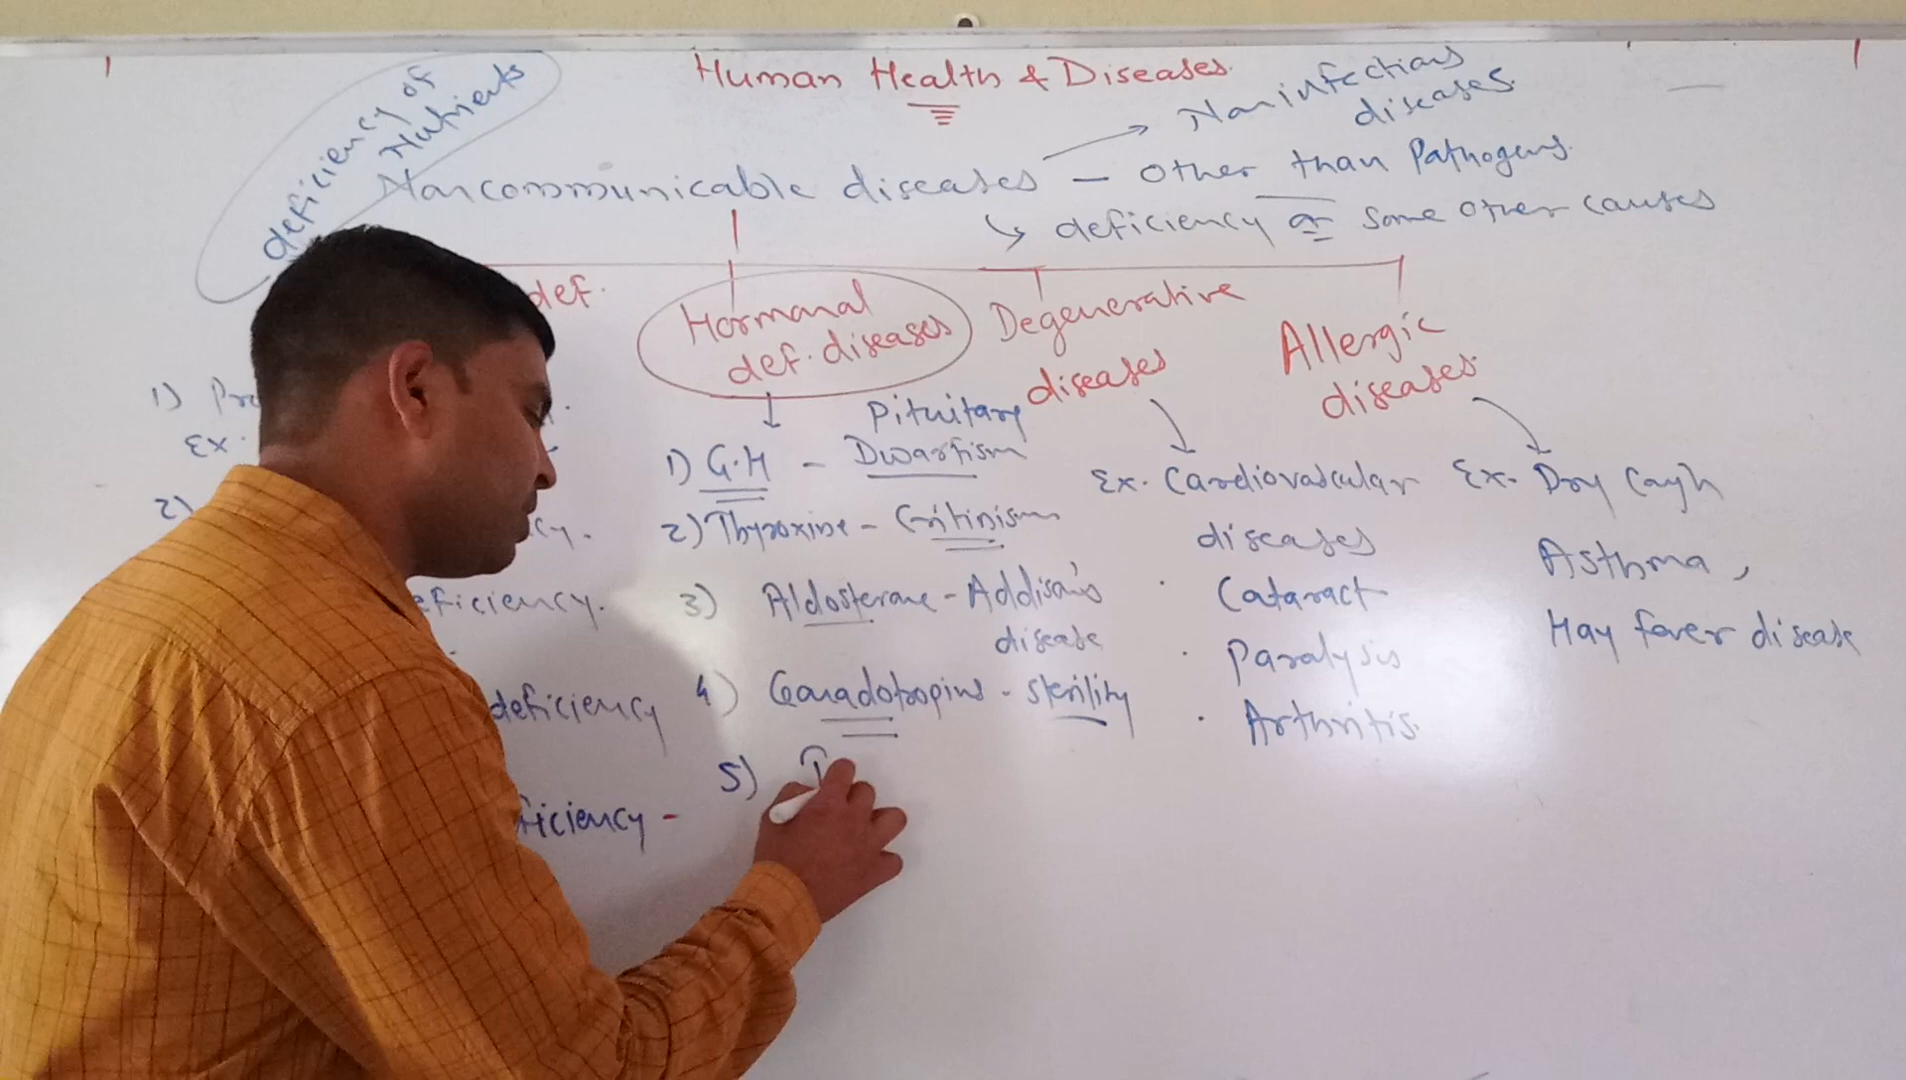 Human Health & Diseases
deficiency of
Nutrients
Noninfectious
diseases.
Noncommunicable diseases – Other than Pathogens.
deficiency or some other causes
def.
Hormonal
def. diseases
Degenerative
diseases
Allergic
diseases.
1)
Ex.
2)
eficiency.
deficiency
ficiency -
Pituitary
1) G.H – Dwarfism
2) Thyroxine – Critinism
3) Aldosterone – Addison's
disease
4) Gonadotropins - sterility
5)
Ex. Cardiovascular
diseases
Cataract
Paralysis
Arthritis.
Ex. Dry Cough
Asthma,
Hay fever disease